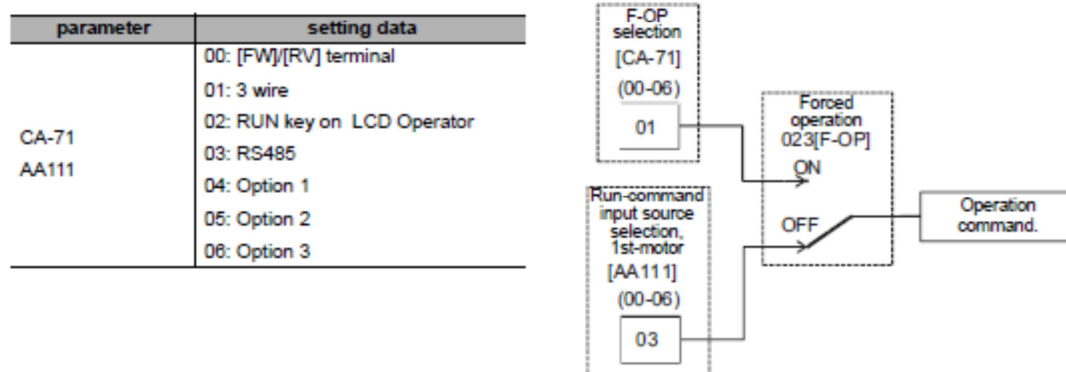 parameter setting data
CA-71
AA111
00: [FW]/[RV] terminal
01: 3 wire
02: RUN key on LCD Operator
03: RS485
04: Option 1
05: Option 2
06: Option 3
F-OP
selection
[CA-71]
(00-06)
01
Forced
operation
023[F-OP]
ON
OFF
Run-command
input source
selection,
1st-motor
[AA111]
(00-06)
03
Operation
command.